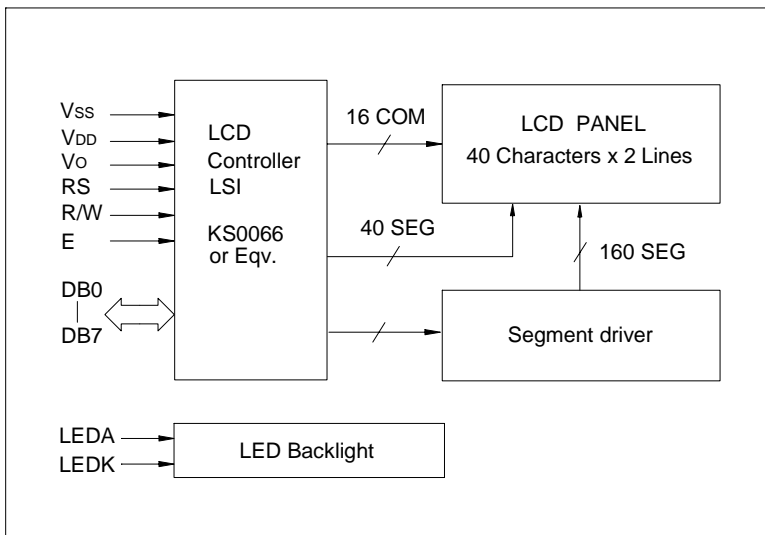 Vss
VDD
Vo
RS
R/W
E
DB0
DB7
LCD
Controller
LSI
KS0066
or Eqv.
16 COM
40 SEG
LCD PANEL
40 Characters x 2 Lines
160 SEG
Segment driver
LEDA
LEDK
LED Backlight